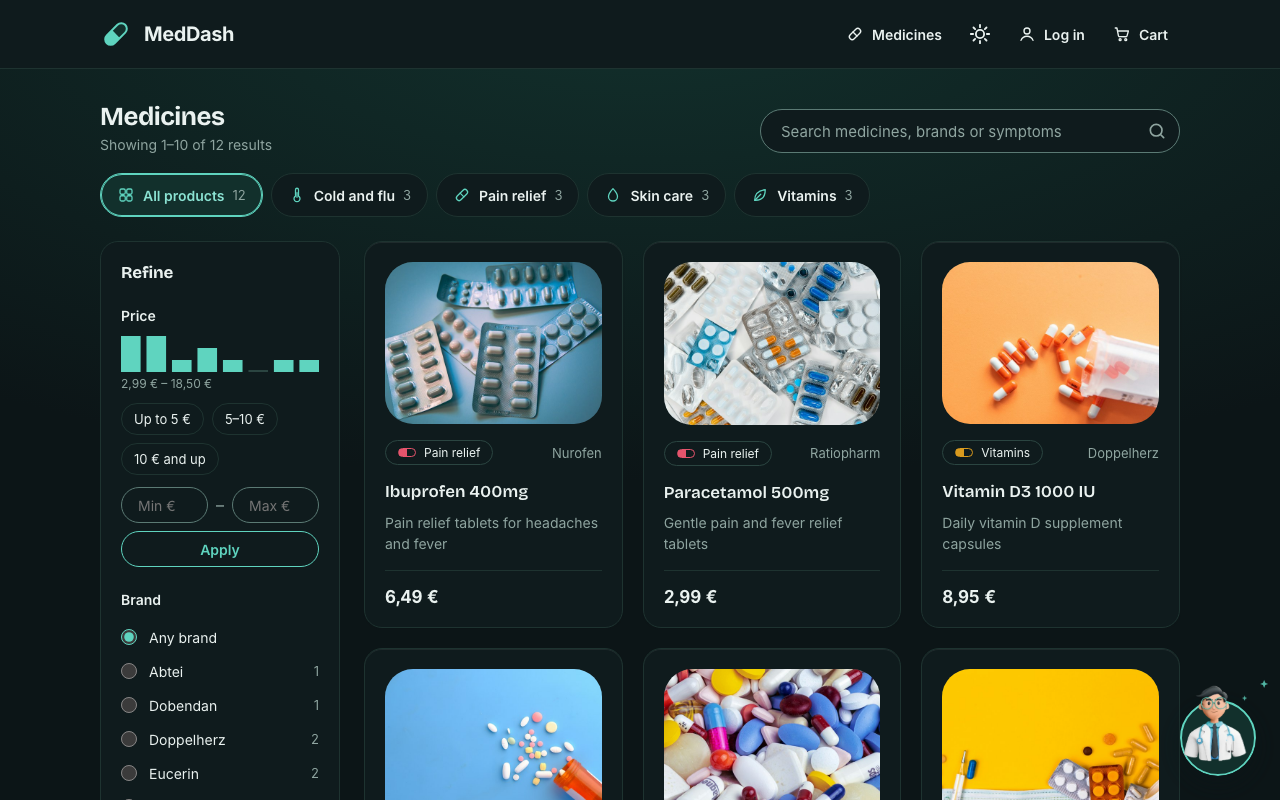 MedDash
Medicines
Log in
Cart
Medicines
Showing 1–10 of 12 results
Search medicines, brands or symptoms
All products 12
Cold and flu 3
Pain relief 3
Skin care 3
Vitamins 3
Refine
Price
2,99 € – 18,50 €
Up to 5 €
5–10 €
10 € and up
Min € – Max €
Apply
Brand
Any brand
Abtei 1
Dobendan 1
Doppelherz 2
Eucerin 2
Pain relief Nurofen
Ibuprofen 400mg
Pain relief tablets for headaches
and fever
6,49 €
Pain relief Ratiopharm
Paracetamol 500mg
Gentle pain and fever relief
tablets
2,99 €
Vitamins Doppelherz
Vitamin D3 1000 IU
Daily vitamin D supplement
capsules
8,95 €